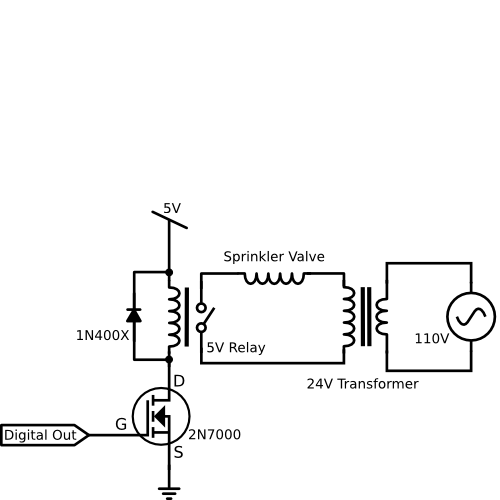 5V
Sprinkler Valve
1N400X
5V Relay
110V
24V Transformer
D
G
Digital Out
2N7000
S